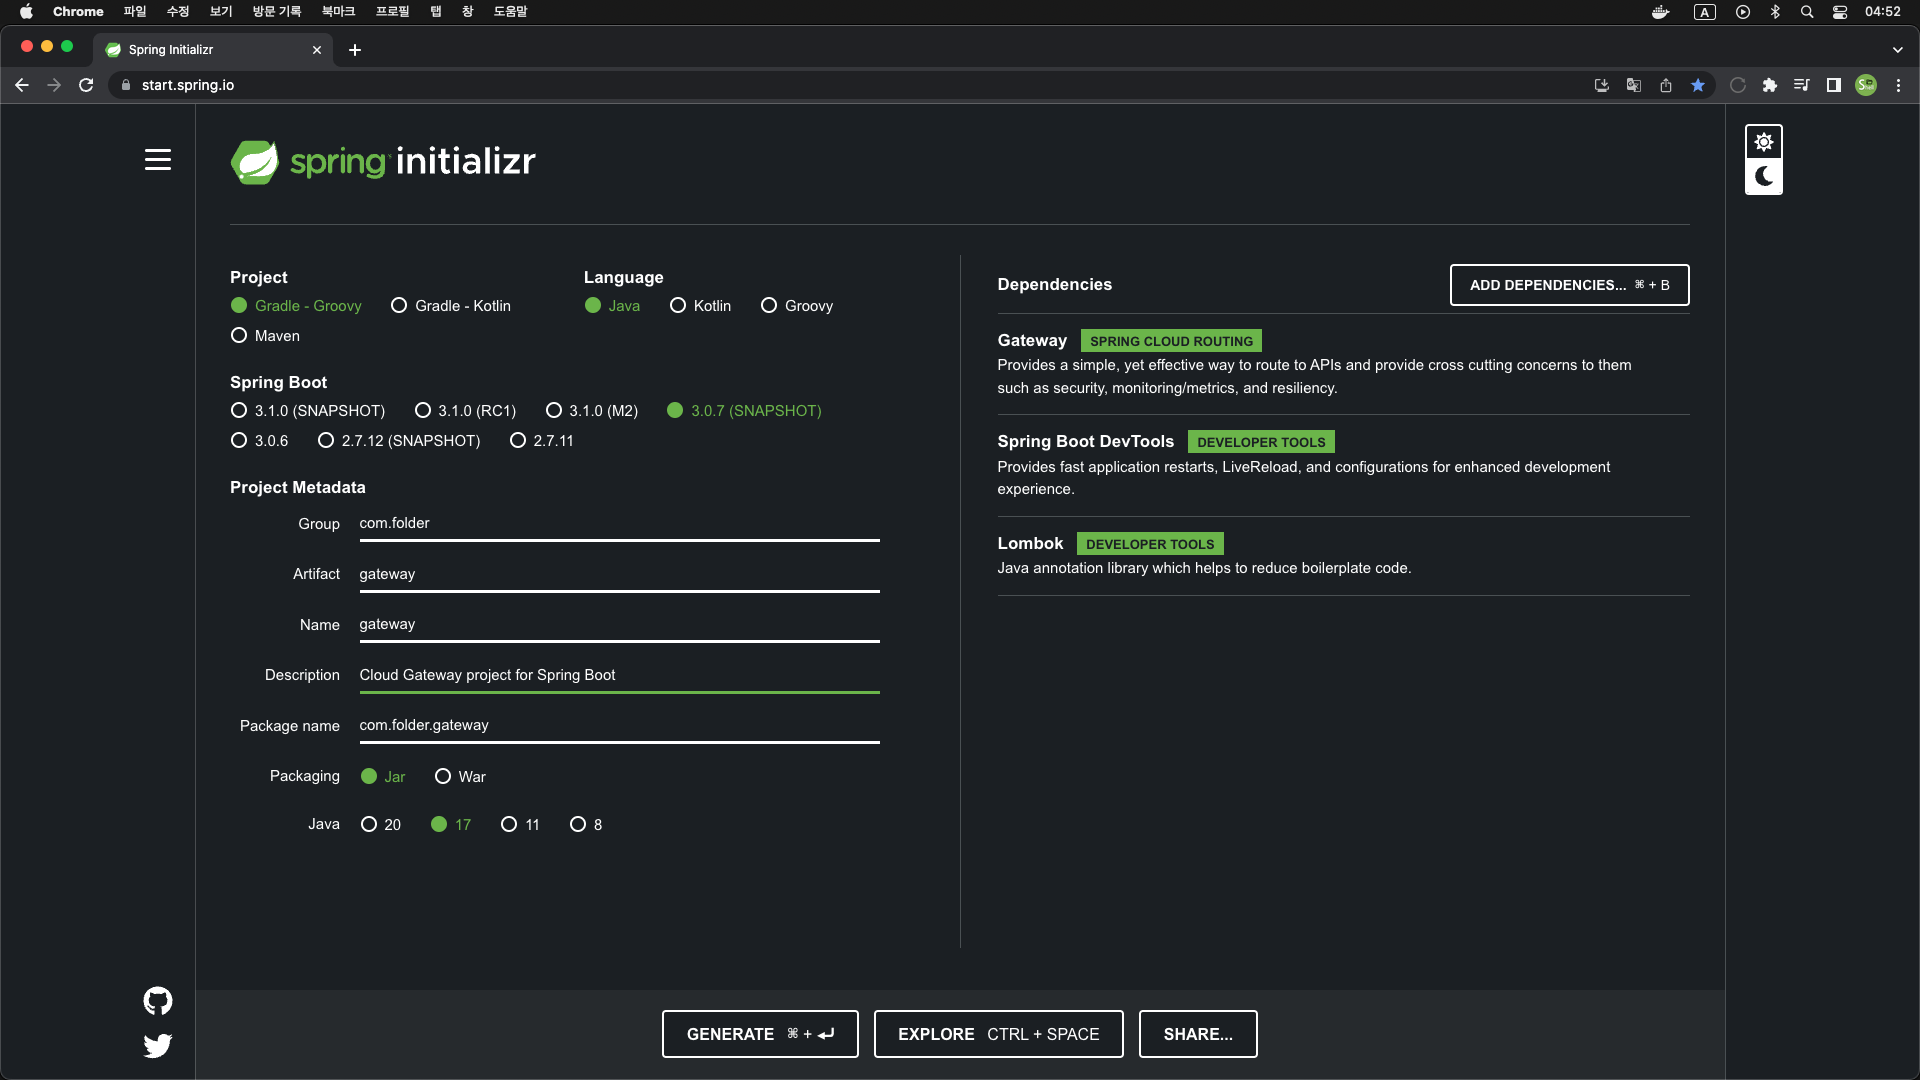 Chrome 파일 수정 보기 방문 기록 북마크 프로필 탭 창 도움말 A 04:52
Spring Initializr
start.spring.io
spring initializr
Project
Gradle - Groovy Gradle - Kotlin
Maven
Language
Java Kotlin Groovy
Spring Boot
3.1.0 (SNAPSHOT) 3.1.0 (RC1) 3.1.0 (M2) 3.0.7 (SNAPSHOT)
3.0.6 2.7.12 (SNAPSHOT) 2.7.11
Project Metadata
Group com.folder
Artifact gateway
Name gateway
Description Cloud Gateway project for Spring Boot
Package name com.folder.gateway
Packaging Jar War
Java 20 17 11 8
Dependencies ADD DEPENDENCIES... ⌘ + B
Gateway SPRING CLOUD ROUTING
Provides a simple, yet effective way to route to APIs and provide cross cutting concerns to them
such as security, monitoring/metrics, and resiliency.
Spring Boot DevTools DEVELOPER TOOLS
Provides fast application restarts, LiveReload, and configurations for enhanced development
experience.
Lombok DEVELOPER TOOLS
Java annotation library which helps to reduce boilerplate code.
GENERATE ⌘ + ⏎ EXPLORE CTRL + SPACE SHARE...